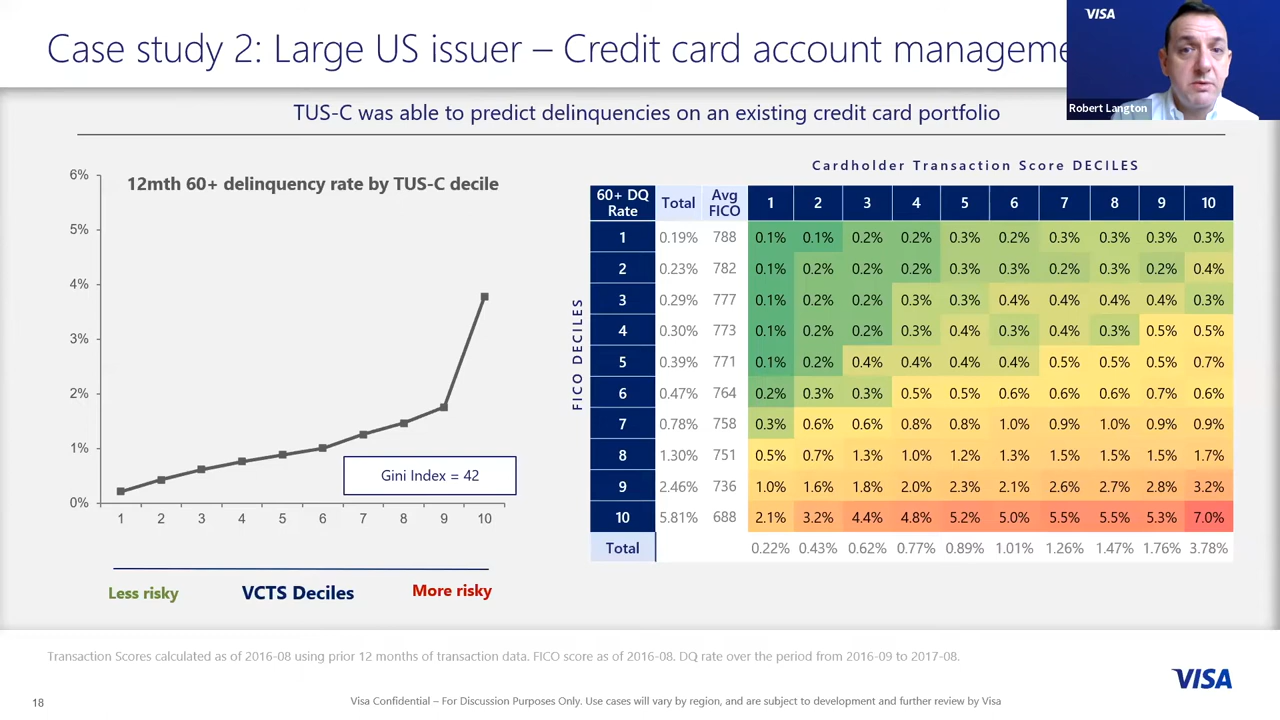 Case study 2: Large US issuer – Credit card account manageme
VISA
Robert Langton
TUS-C was able to predict delinquencies on an existing credit card portfolio
12mth 60+ delinquency rate by TUS-C decile
6%
5%
4%
3%
2%
1%
0%
1 2 3 4 5 6 7 8 9 10
Gini Index = 42
Less risky VCTS Deciles More risky
Cardholder Transaction Score DECILES
FICO DECILES
60+ DQ Rate Total Avg FICO 1 2 3 4 5 6 7 8 9 10
1 0.19% 788 0.1% 0.1% 0.2% 0.2% 0.3% 0.2% 0.3% 0.3% 0.3% 0.3%
2 0.23% 782 0.1% 0.2% 0.2% 0.2% 0.3% 0.3% 0.2% 0.3% 0.2% 0.4%
3 0.29% 777 0.1% 0.2% 0.2% 0.3% 0.3% 0.4% 0.4% 0.4% 0.4% 0.3%
4 0.30% 773 0.1% 0.2% 0.2% 0.3% 0.4% 0.3% 0.4% 0.3% 0.5% 0.5%
5 0.39% 771 0.1% 0.2% 0.4% 0.4% 0.4% 0.4% 0.5% 0.5% 0.5% 0.7%
6 0.47% 764 0.2% 0.3% 0.3% 0.5% 0.5% 0.6% 0.6% 0.6% 0.7% 0.6%
7 0.78% 758 0.3% 0.6% 0.6% 0.8% 0.8% 1.0% 0.9% 1.0% 0.9% 0.9%
8 1.30% 751 0.5% 0.7% 1.3% 1.0% 1.2% 1.3% 1.5% 1.5% 1.5% 1.7%
9 2.46% 736 1.0% 1.6% 1.8% 2.0% 2.3% 2.1% 2.6% 2.7% 2.8% 3.2%
10 5.81% 688 2.1% 3.2% 4.4% 4.8% 5.2% 5.0% 5.5% 5.5% 5.3% 7.0%
Total 0.22% 0.43% 0.62% 0.77% 0.89% 1.01% 1.26% 1.47% 1.76% 3.78%
Transaction Scores calculated as of 2016-08 using prior 12 months of transaction data. FICO score as of 2016-08. DQ rate over the period from 2016-09 to 2017-08.
VISA
18
Visa Confidential – For Discussion Purposes Only. Use cases will vary by region, and are subject to development and further review by Visa